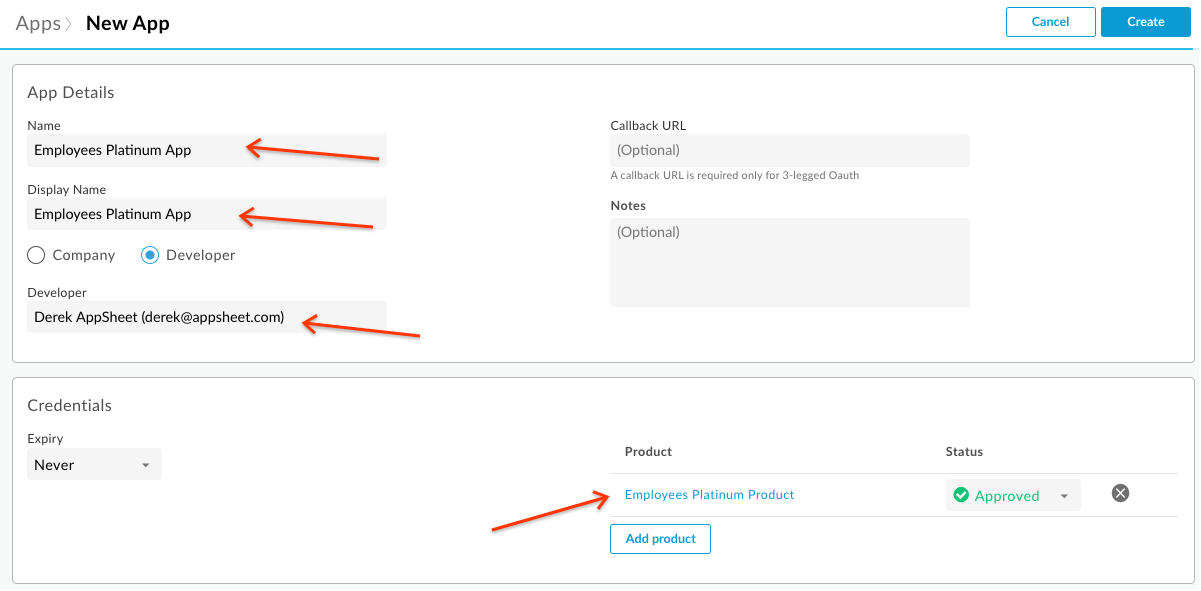 Apps
New App
Cancel
Create
App Details
Name
Employees Platinum App
Display Name
Employees Platinum App
Company
Developer
Developer
Derek AppSheet (derek@appsheet.com)
Callback URL
(Optional)
A callback URL is required only for 3-legged Oauth
Notes
(Optional)
Credentials
Expiry
Never
Product
Status
Employees Platinum Product
Approved
Add product